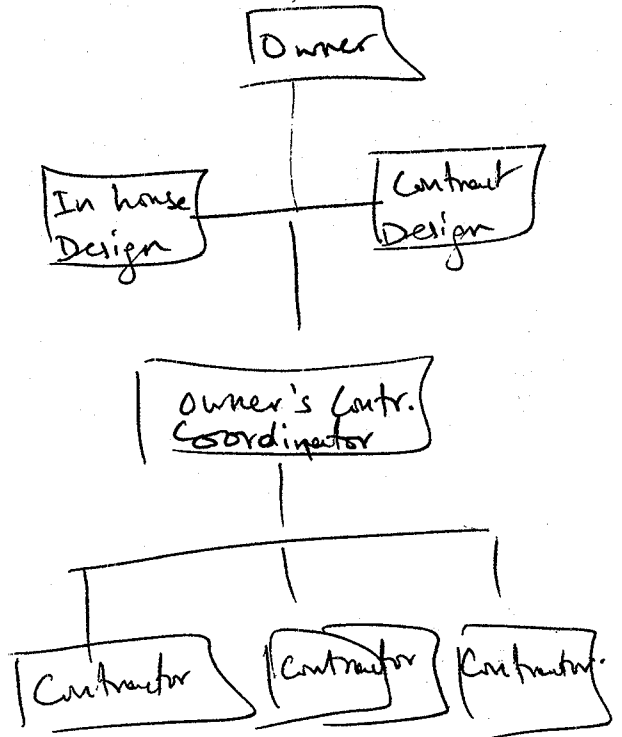 Owner
In house
Design
Contract
Design
Owner's Contr.
Coordinator
Contractor
Contractor
Contractor.